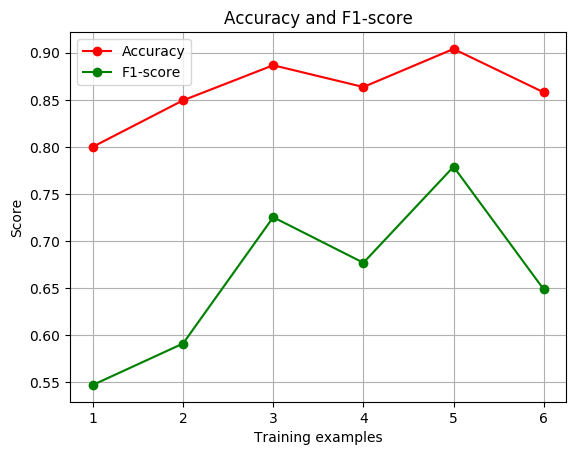 Accuracy and F1-score
Accuracy
F1-score
Score
0.90
0.85
0.80
0.75
0.70
0.65
0.60
0.55
1 2 3 4 5 6
Training examples